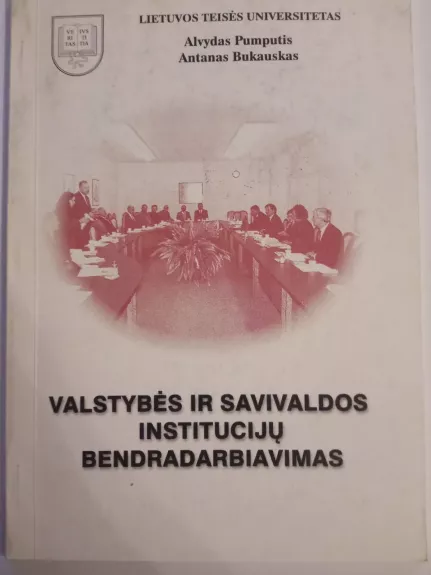 LIETUVOS TEISĖS UNIVERSITETAS
Alvydas Pumputis
Antanas Bukauskas
VALSTYBĖS IR SAVIVALDOS
INSTITUCIJŲ
BENDRADARBIAVIMAS